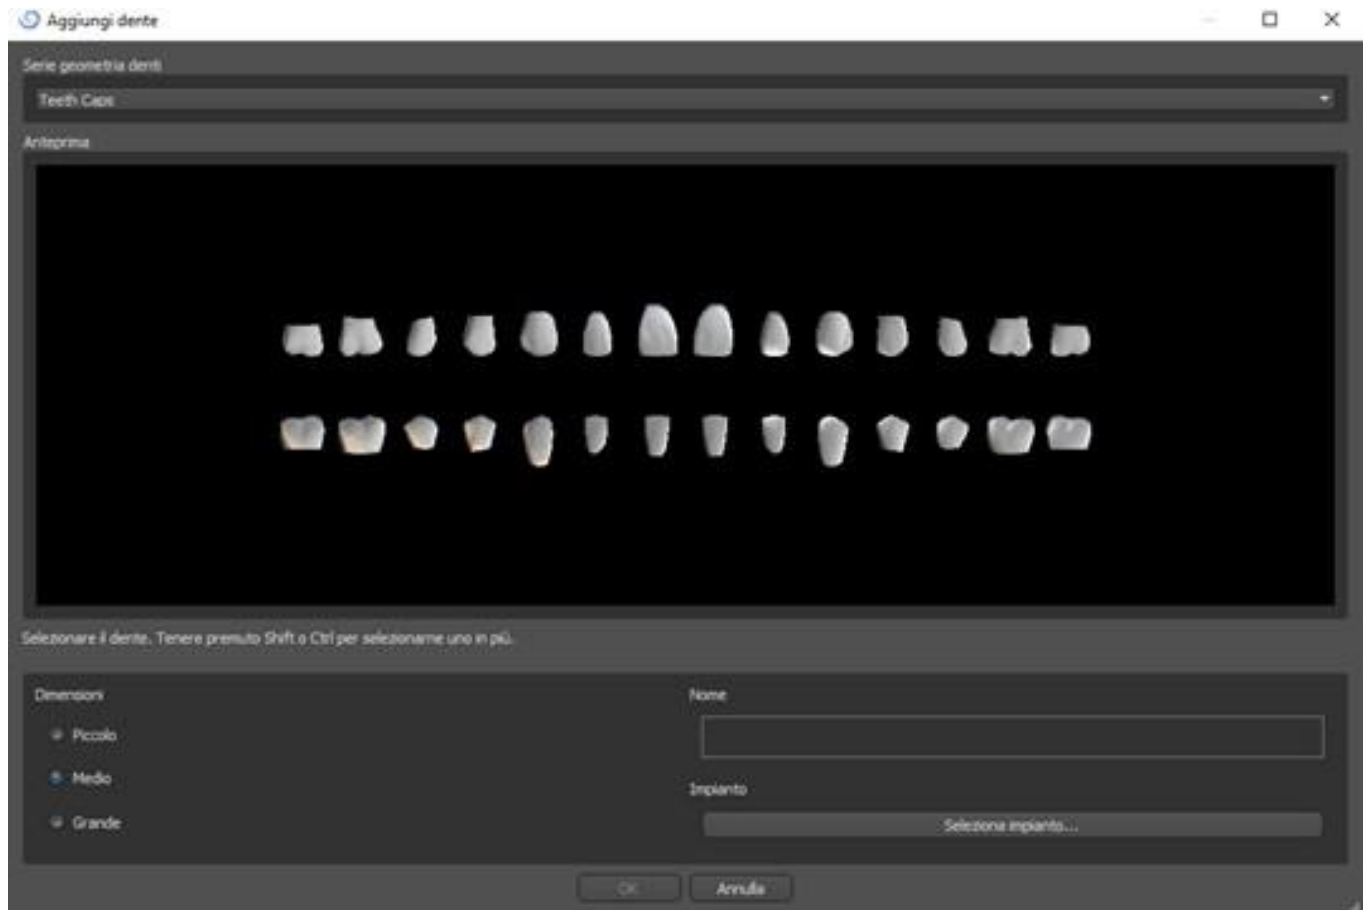 Aggiungi dente
Serie geometria denti
Teeth Caps
Anteprima
Selezionare il dente. Tenere premuto Shift o Ctrl per selezionarne uno in più.
Dimensioni
Nome
Piccolo
Medio
Impianto
Grande
Seleziona impianto...
OK
Annulla